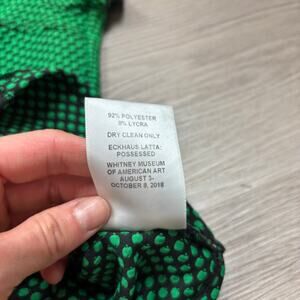 92% POLYESTER
8% LYCRA
DRY CLEAN ONLY
ECKHAUS LATTA:
POSSESSED
WHITNEY MUSEUM
OF AMERICAN ART
AUGUST 3-
OCTOBER 8, 2018